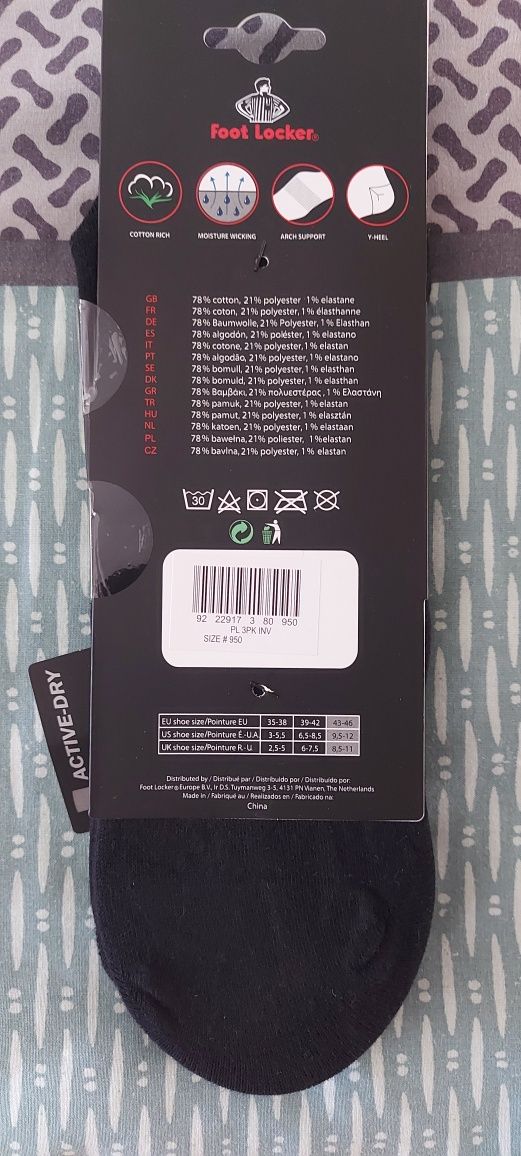 Foot Locker®
COTTON RICH
MOISTURE WICKING
ARCH SUPPORT
Y-HEEL
GB 78% cotton, 21% polyester 1% elastane
FR 78% coton, 21% polyester, 1% élasthanne
DE 78% Baumwolle, 21% Polyester, 1% Elasthan
ES 78% algodón, 21% poléster, 1% elastano
IT 78% cotone, 21% polyester, 1% elastan
PT 78% algodão, 21% polyester, 1% elastano
SE 78% bomull, 21% polyester, 1% elasthan
DK 78% bomuld, 21% polyester, 1% elasthan
GR 78% Βαμβάκι, 21% πολυεστέρας, 1% Ελαστάνη
TR 78% pamuk, 21% polyester, 1% elastan
HU 78% pamut, 21% polyester, 1% elasztán
NL 78% katoen, 21% polyester, 1% elastaan
PL 78% bawełna, 21% poliester, 1%elastan
CZ 78% bavlna, 21% polyester, 1% elastan
30
92 22917 3 80 950
PL 3PK INV
SIZE # 950
ACTIVE-DRY
EU shoe size/Pointure EU 35-38 39-42 43-46
US shoe size/Pointure É.-U.A. 3-5,5 6,5-8,5 9,5-12
UK shoe size/Pointure R.-U. 2,5-5 6-7,5 8,5-11
Distributed by / Distribué par / Distribuido por / Distribuído por:
Foot Locker® Europe B.V., Ir D.S. Tuymanweg 3-5, 4131 PN Vianen, The Netherlands
Made in / Fabriqué au / Realizados en / Fabricado na:
China